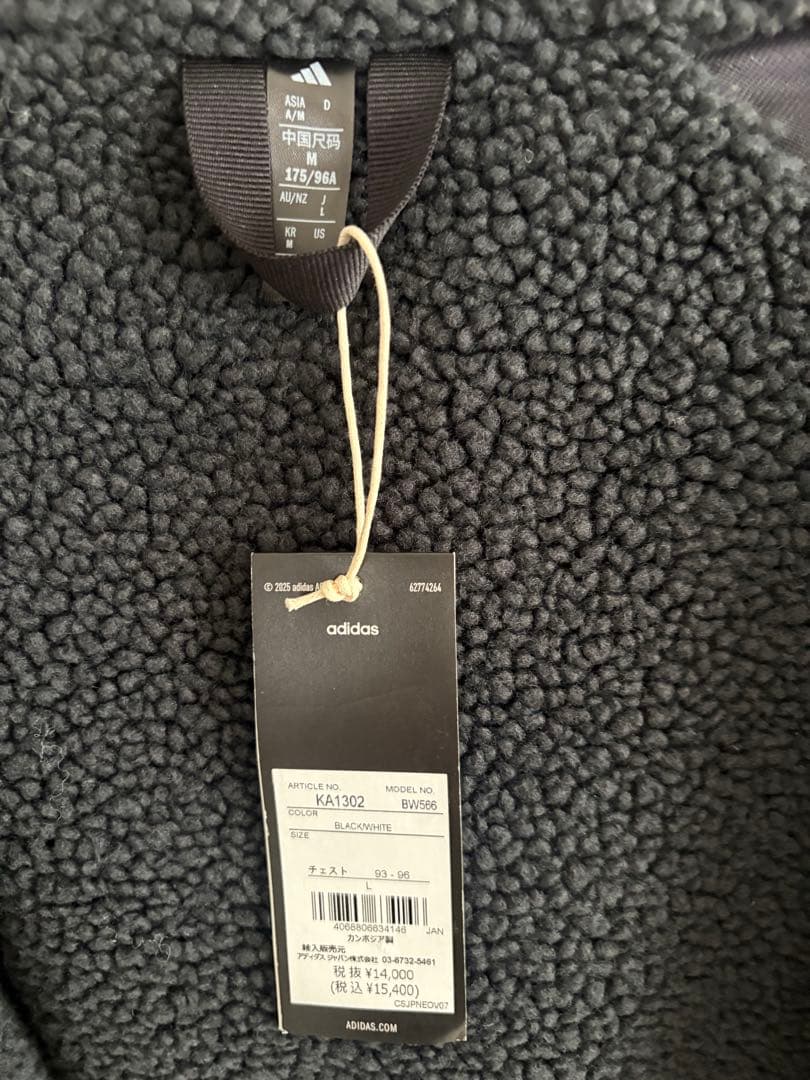 ASIA D
A/M
中国尺码
M
175/96A
AU/NZ J
L
KR US
M
© 2025 adidas 62774264
adidas
ARTICLE NO. MODEL NO.
KA1302 BW566
COLOR
BLACK/WHITE
SIZE
チェスト 93 - 96
L
4066806634146 JAN
カンボジア製
輸入販売元
アディダス ジャパン株式会社 03-6732-5461
税抜 ¥14,000
(税込 ¥15,400)
CSJPNEOV07
ADIDAS.COM